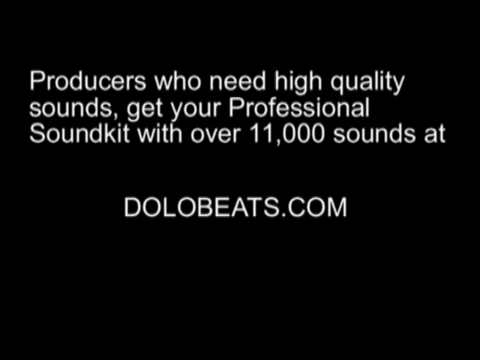 Producers who need high quality
sounds, get your Professional
Soundkit with over 11,000 sounds at
DOLOBEATS.COM